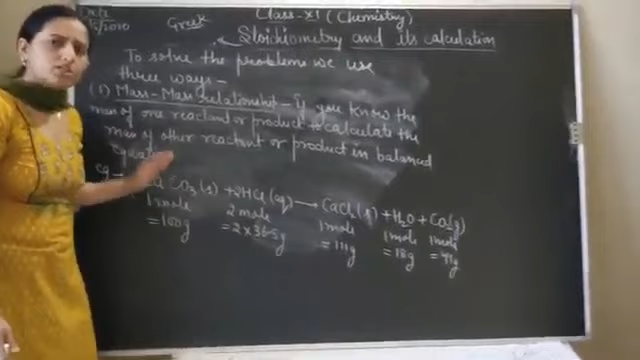 Date
Greek
Class-XI (Chemistry)
Stoichiometry and its calculation
To solve the problems we use
three ways -
(1) Mass-Mass relationship - If you know the
mass of one reactant or product to calculate the
mass of other reactant or product in balanced
eg →
CO3(s) + 2HCl(aq) → CaCl2(s) + H2O + CO2(g)
1 mole 2 mole 1 mole 1 mole 1 mole
= 100g = 2 x 36.5g = 111g = 18g = 44g